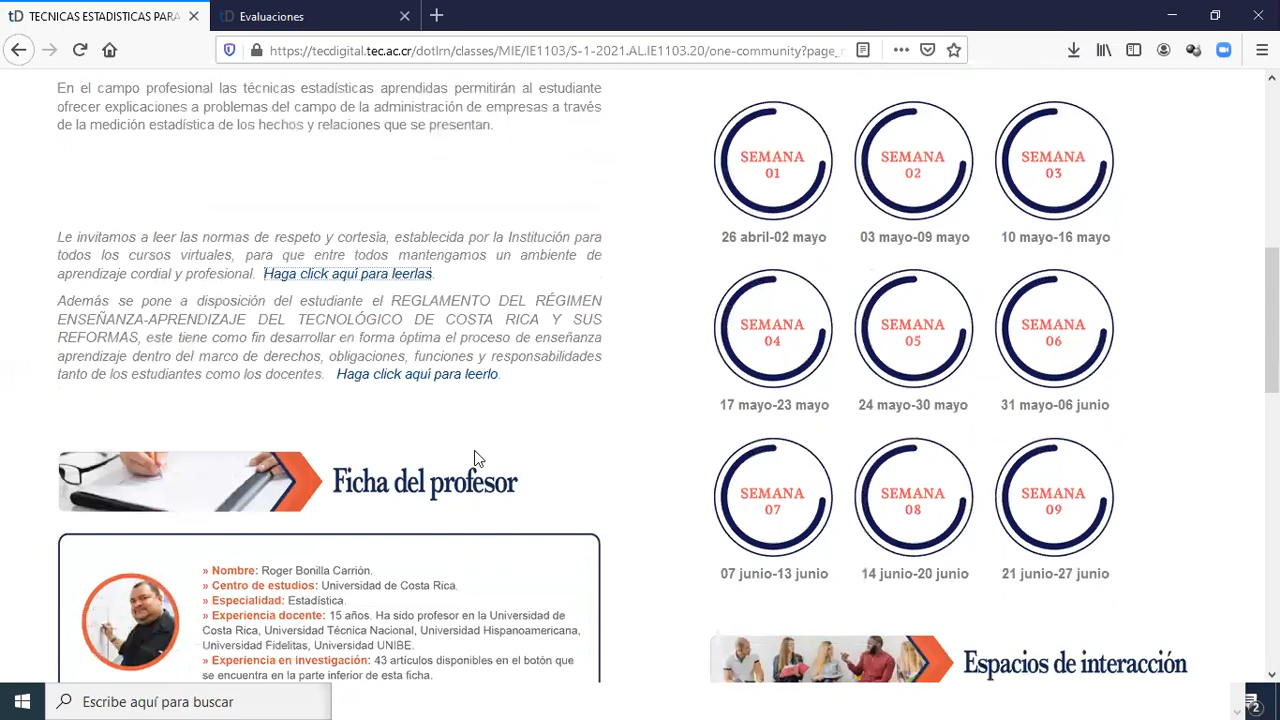 TECNICAS ESTADISTICAS PARA
Evaluaciones
https://tecdigital.tec.ac.cr/dotlrn/classes/MIE/IE1103/S-1-2021.AL.IE1103.20/one-community?page_
En el campo profesional las técnicas estadísticas aprendidas permitirán al estudiante
ofrecer explicaciones a problemas del campo de la administración de empresas a través
de la medición estadística de los hechos y relaciones que se presentan.
Le invitamos a leer las normas de respeto y cortesía, establecida por la Institución para
todos los cursos virtuales, para que entre todos mantengamos un ambiente de
aprendizaje cordial y profesional. Haga click aquí para leerlas.
Además se pone a disposición del estudiante el REGLAMENTO DEL RÉGIMEN
ENSEÑANZA-APRENDIZAJE DEL TECNOLÓGICO DE COSTA RICA Y SUS
REFORMAS, este tiene como fin desarrollar en forma óptima el proceso de enseñanza
aprendizaje dentro del marco de derechos, obligaciones, funciones y responsabilidades
tanto de los estudiantes como los docentes. Haga click aquí para leerlo.
Ficha del profesor
» Nombre: Roger Bonilla Carrión.
» Centro de estudios: Universidad de Costa Rica.
» Especialidad: Estadística.
» Experiencia docente: 15 años. Ha sido profesor en la Universidad de
Costa Rica, Universidad Técnica Nacional, Universidad Hispanoamericana,
Universidad Fidelitas, Universidad UNIBE.
» Experiencia en investigación: 43 artículos disponibles en el botón que
se encuentra en la parte inferior de esta ficha.
SEMANA
01
26 abril-02 mayo
SEMANA
02
03 mayo-09 mayo
SEMANA
03
10 mayo-16 mayo
SEMANA
04
17 mayo-23 mayo
SEMANA
05
24 mayo-30 mayo
SEMANA
06
31 mayo-06 junio
SEMANA
07
07 junio-13 junio
SEMANA
08
14 junio-20 junio
SEMANA
09
21 junio-27 junio
Espacios de interacción
Escribe aquí para buscar
2